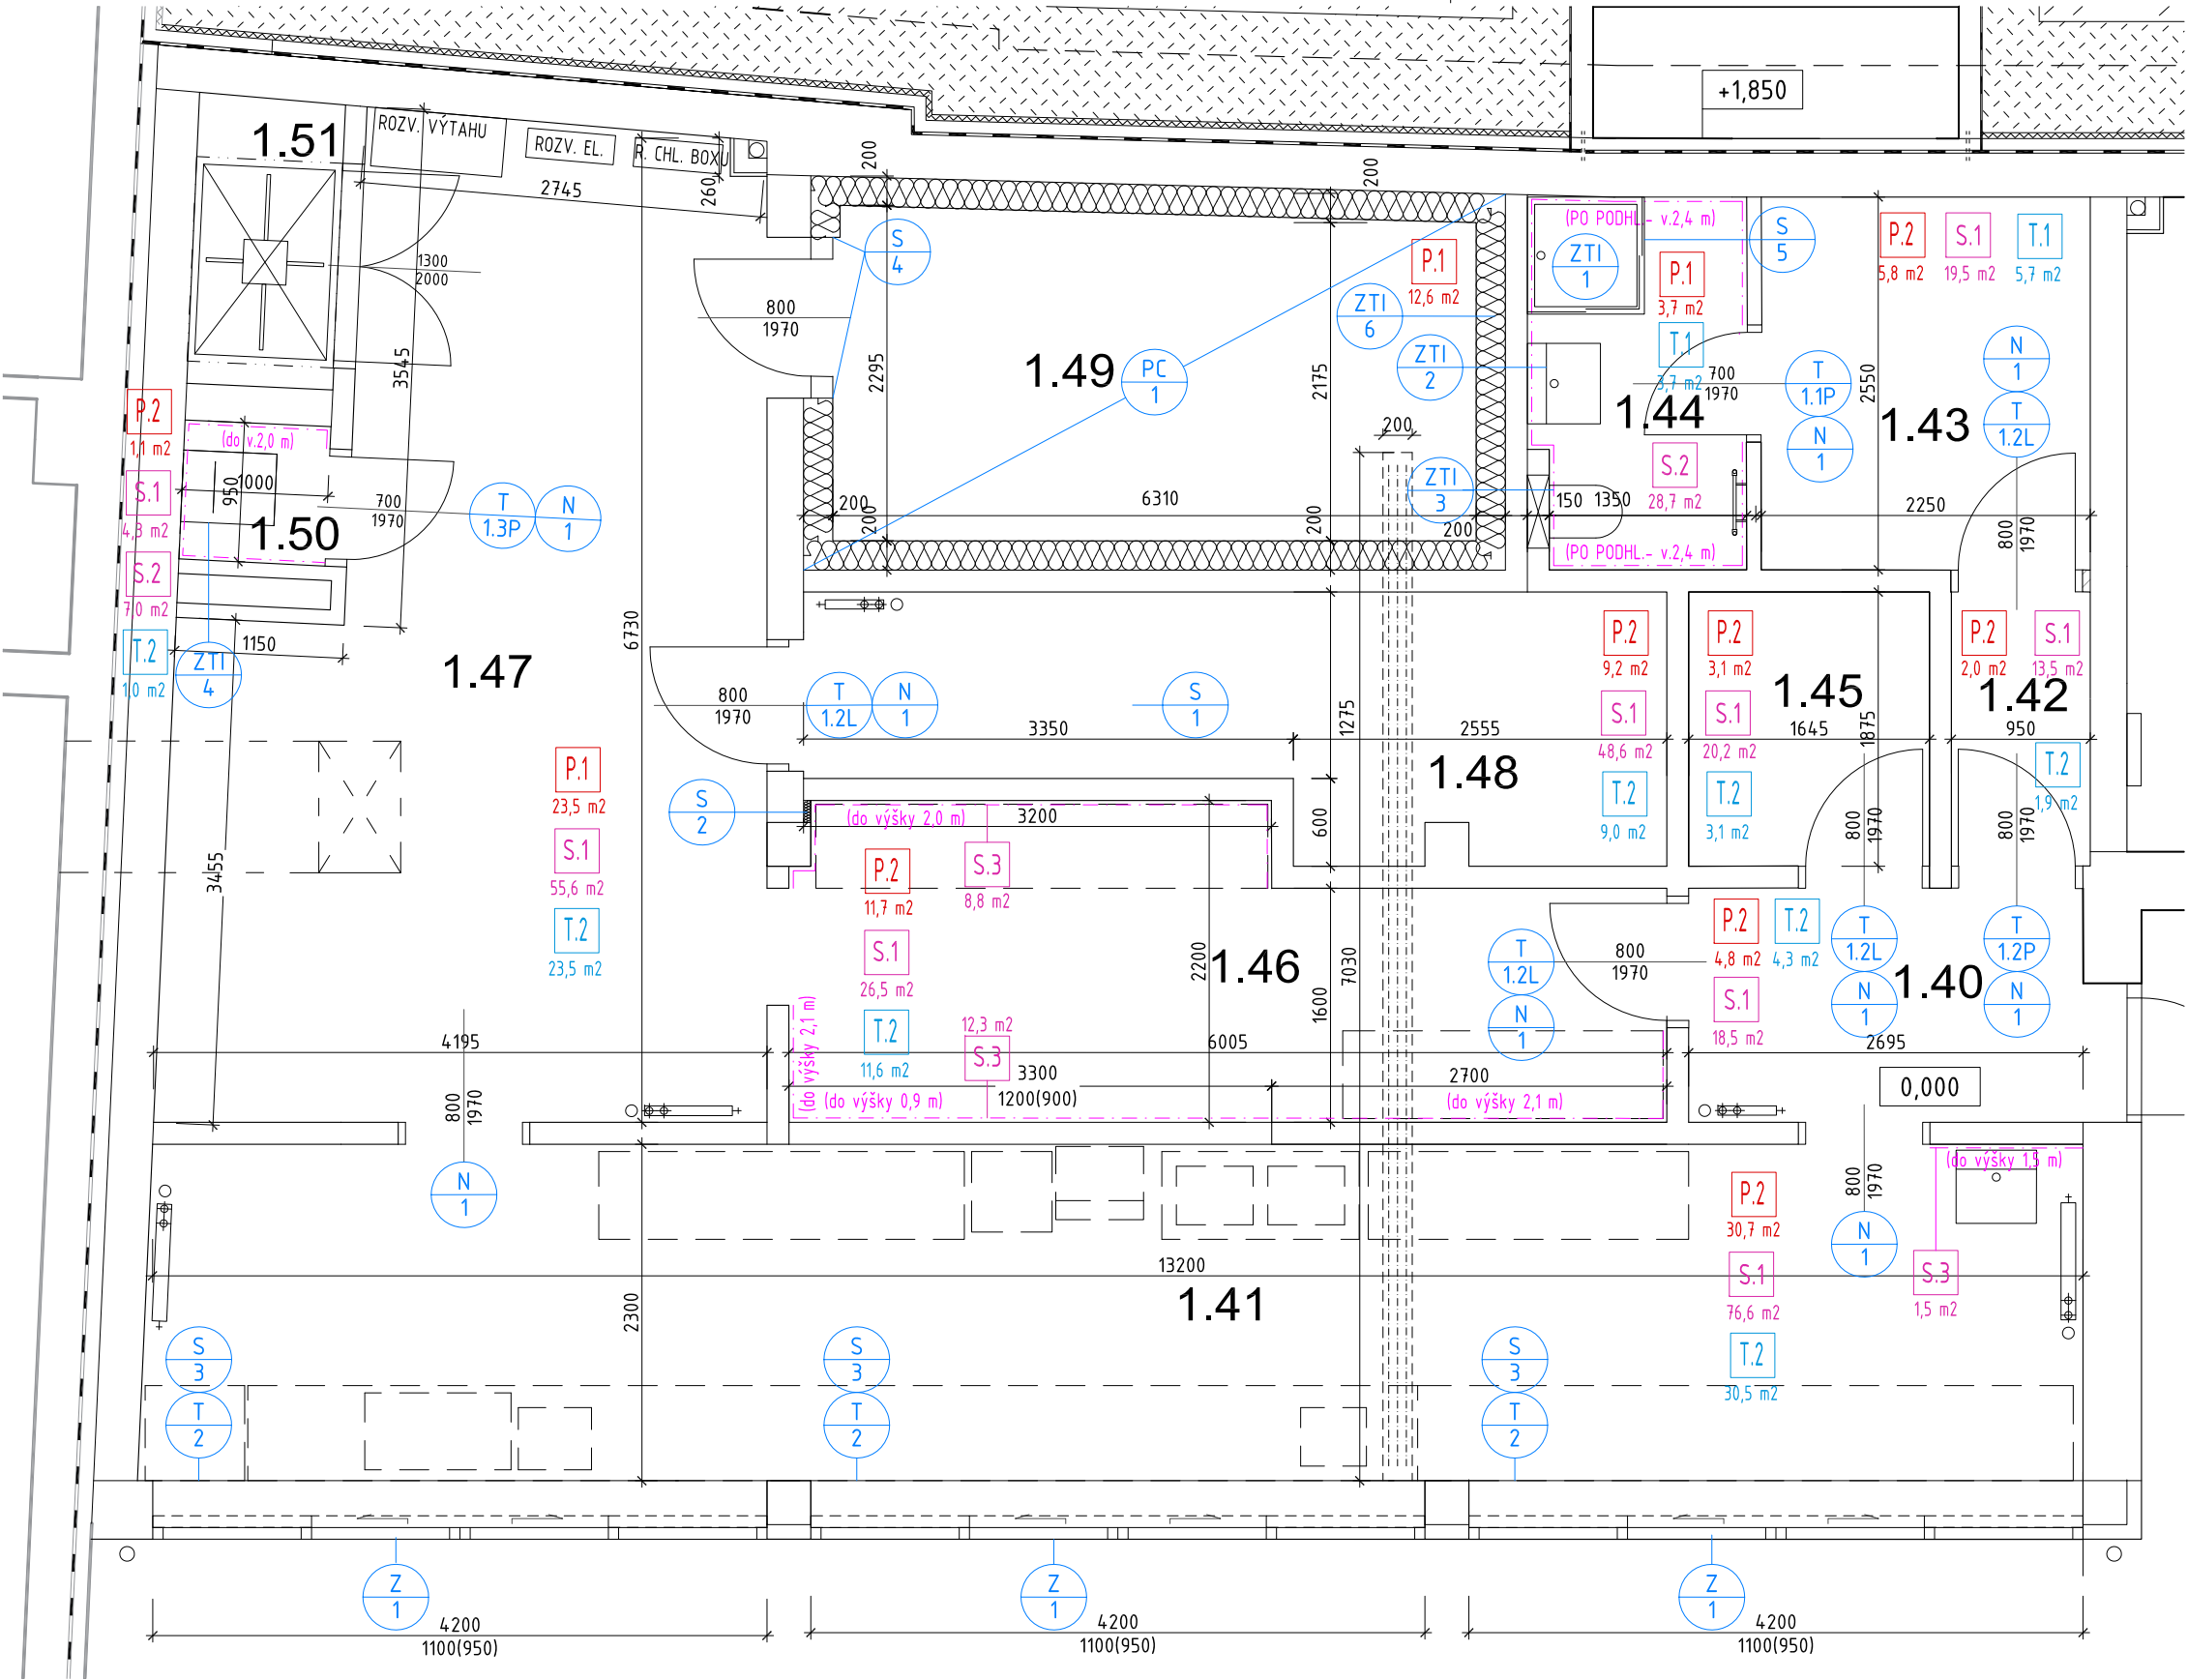 +1,850
1.51
ROZV. VÝTAHU
ROZV. EL.
R. CHL. BOXU
2745
260
200
200
1300
2000
3545
S
4
800
1970
2295
1.49
PC
1
P.1
12,6 m2
ZTI
6
ZTI
2
2175
200
ZTI
3
6310
200
200
200
200
(PO PODHL.- v.2,4 m)
ZTI
1
S
5
P.1
3,7 m2
T.1
3,7 m2
700
1970
1.44
S.2
28,7 m2
150
1350
(PO PODHL.- v.2,4 m)
P.2
5,8 m2
S.1
19,5 m2
T.1
5,7 m2
T
1.1P
N
1
2550
1.43
N
1
T
1.2L
2250
800
1970
P.2
1,1 m2
S.1
4,3 m2
S.2
7,0 m2
T.2
1,0 m2
(do v.2,0 m)
950
1000
1.50
700
1970
T
1.3P
N
1
ZTI
4
1150
6730
1.47
800
1970
T
1.2L
N
1
S
1
3350
1275
2555
1.48
P.2
9,2 m2
S.1
48,6 m2
T.2
9,0 m2
P.2
3,1 m2
S.1
20,2 m2
T.2
3,1 m2
1.45
1645
1875
P.2
2,0 m2
S.1
13,5 m2
1.42
950
T.2
1,9 m2
800
1970
800
1970
P.1
23,5 m2
S.1
55,6 m2
T.2
23,5 m2
3455
S
2
(do výšky 2,0 m)
3200
600
P.2
11,7 m2
S.3
8,8 m2
S.1
26,5 m2
T.2
11,6 m2
12,3 m2
S.3
2200
1.46
1600
7030
T
1.2L
N
1
800
1970
P.2
4,8 m2
T.2
4,3 m2
S.1
18,5 m2
T
1.2L
N
1
1.40
T
1.2P
N
1
4195
6005
2695
(do výšky 2,1 m)
3300
1200(900)
2700
(do výšky 0,9 m)
(do výšky 2,1 m)
0,000
800
1970
N
1
800
1970
N
1
(do výšky 1,5 m)
P.2
30,7 m2
S.1
76,6 m2
S.3
1,5 m2
T.2
30,5 m2
13200
1.41
2300
S
3
T
2
S
3
T
2
S
3
T
2
Z
1
Z
1
Z
1
4200
1100(950)
4200
1100(950)
4200
1100(950)